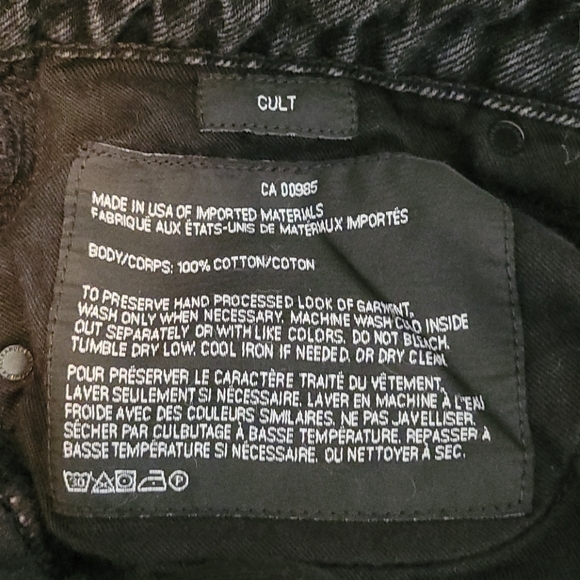 CULT
CA 00985
MADE IN USA OF IMPORTED MATERIALS
FABRIQUÉ AUX ÉTATS-UNIS DE MATÉRIAUX IMPORTÉS
BODY/CORPS: 100% COTTON/COTON
TO PRESERVE HAND PROCESSED LOOK OF GARMENT,
WASH ONLY WHEN NECESSARY. MACHINE WASH COLD INSIDE
OUT SEPARATELY OR WITH LIKE COLORS. DO NOT BLEACH.
TUMBLE DRY LOW. COOL IRON IF NEEDED. OR DRY CLEAN.
POUR PRÉSERVER LE CARACTÈRE TRAITÉ DU VÊTEMENT,
LAVER SEULEMENT SI NÉCESSAIRE. LAVER EN MACHINE À L'EAU
FROIDE AVEC DES COULEURS SIMILAIRES. NE PAS JAVELLISER.
SÉCHER PAR CULBUTAGE À BASSE TEMPÉRATURE. REPASSER À
BASSE TEMPÉRATURE SI NÉCESSAIRE. OU NETTOYER À SEC.
30 P